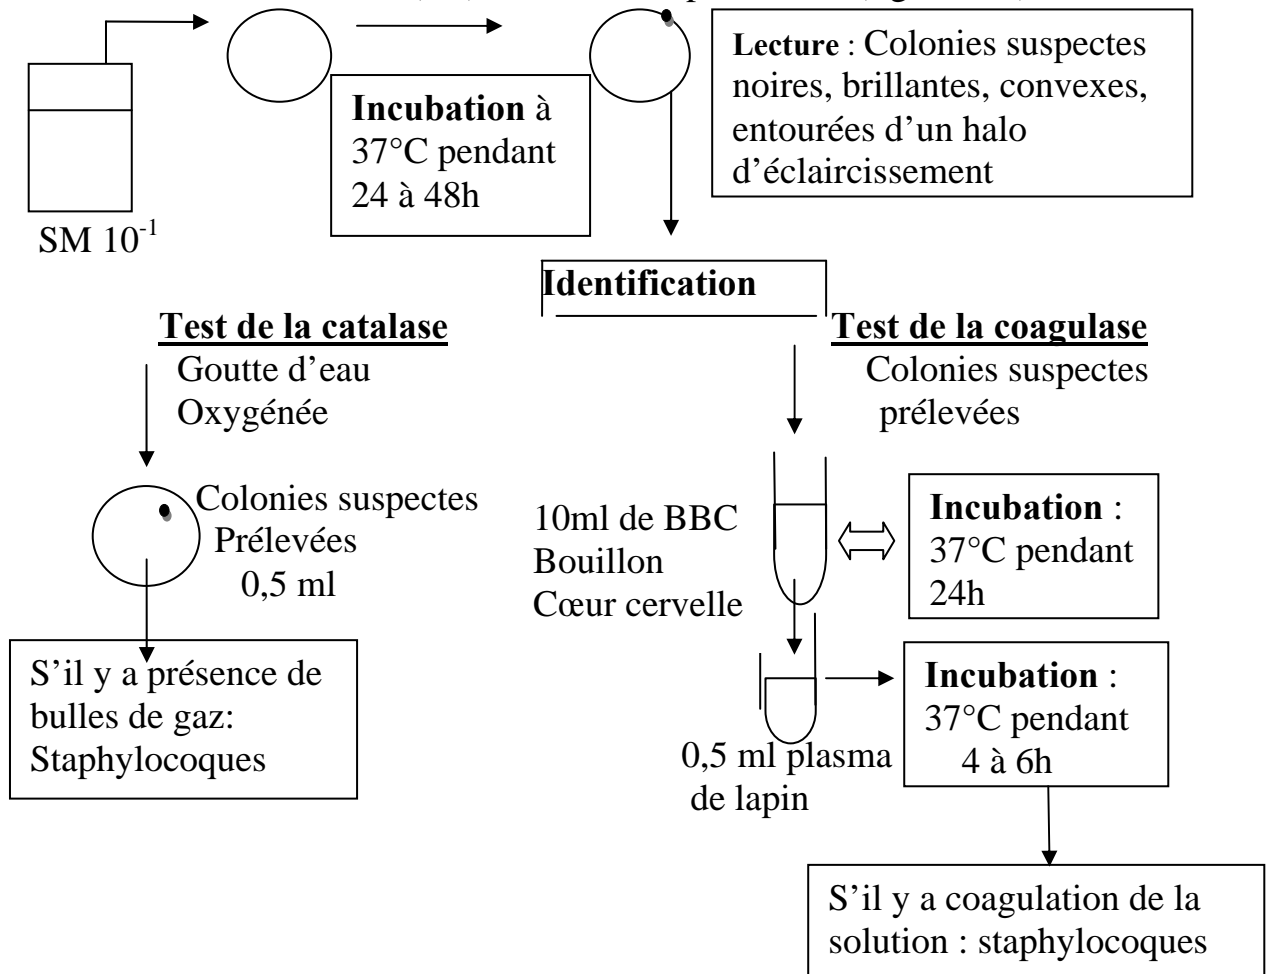 Lecture : Colonies suspectes
noires, brillantes, convexes,
entourées d’un halo
d’éclaircissement
Incubation à
37°C pendant
24 à 48h
SM 10⁻¹
Identification
Test de la catalase
Goutte d’eau
Oxygénée
Colonies suspectes
Prélevées
0,5 ml
S’il y a présence de
bulles de gaz:
Staphylocoques
Test de la coagulase
Colonies suspectes
prélevées
10ml de BBC
Bouillon
Cœur cervelle
Incubation :
37°C pendant
24h
0,5 ml plasma
de lapin
Incubation :
37°C pendant
4 à 6h
S’il y a coagulation de la
solution : staphylocoques